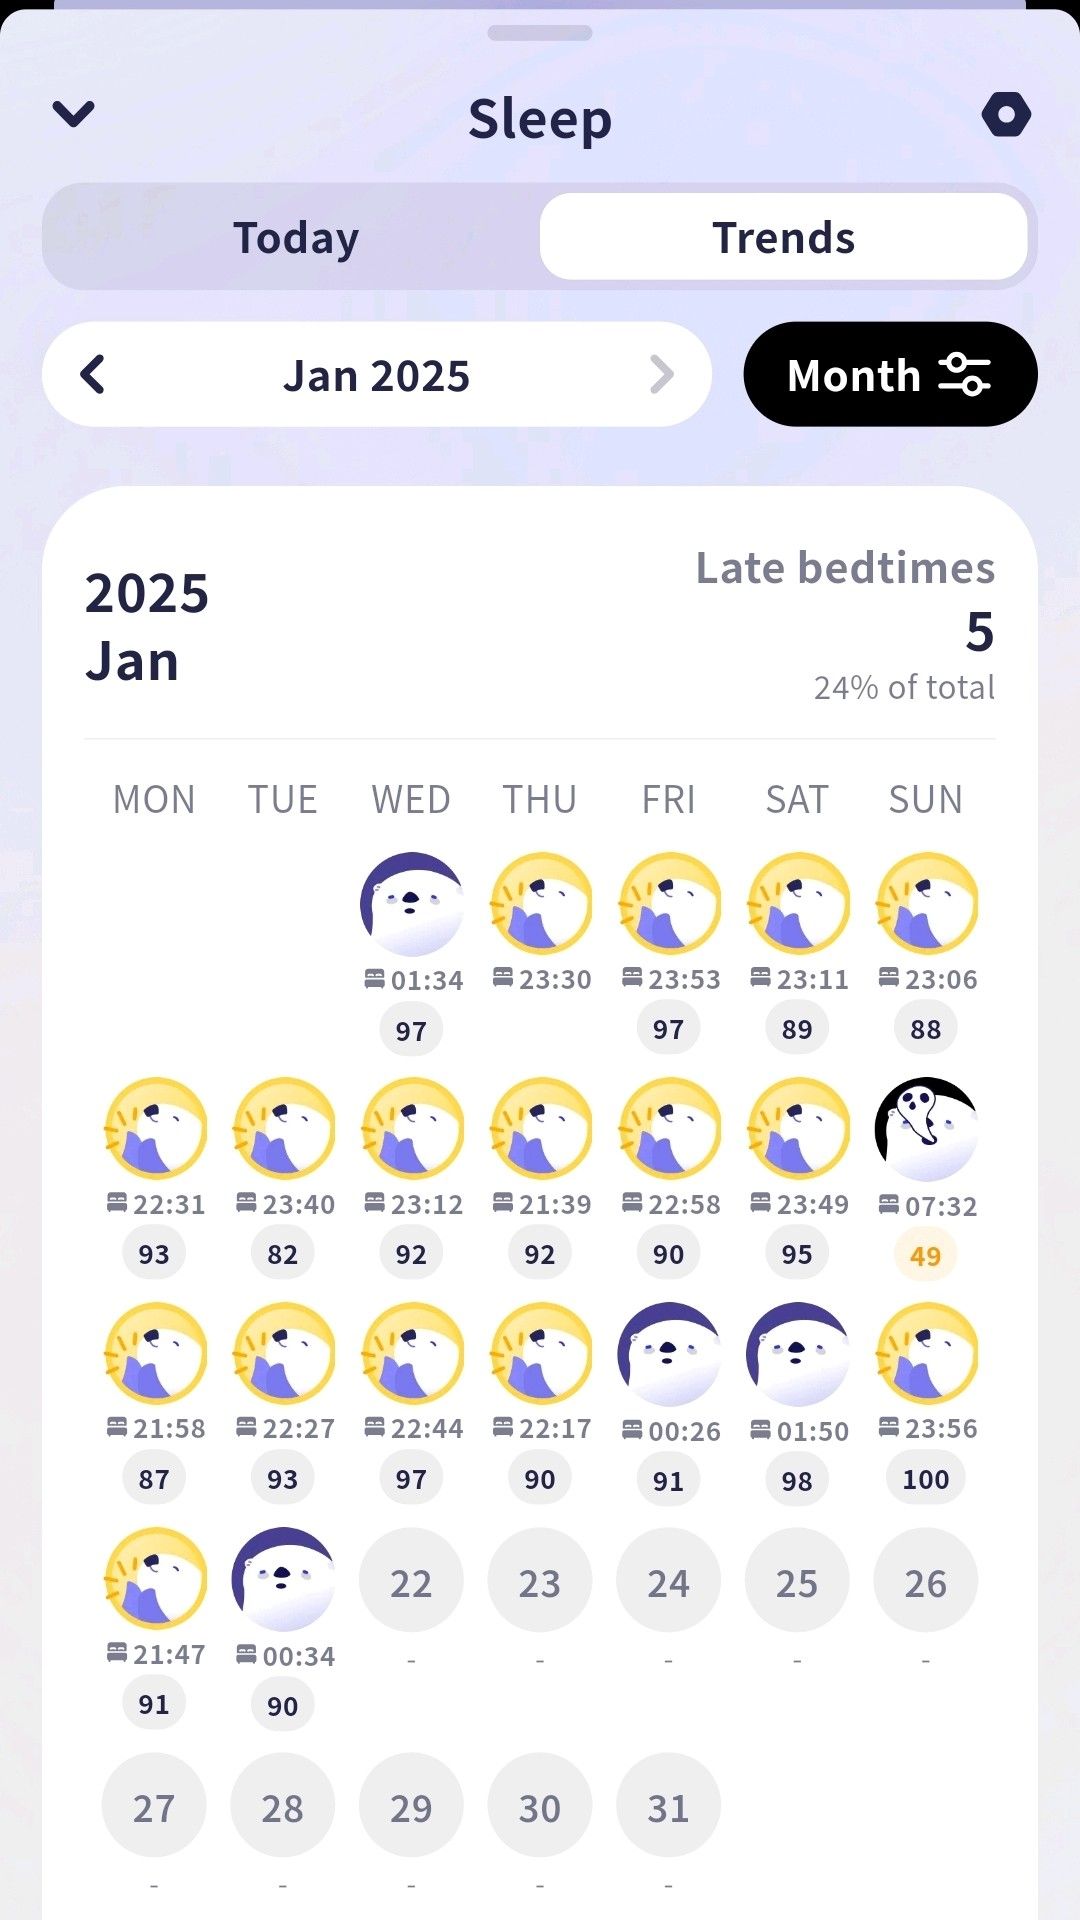 Sleep
Today Trends
Jan 2025 Month
2025
Jan
Late bedtimes
5
24% of total
MON TUE WED THU FRI SAT SUN
01:34 23:30 23:53 23:11 23:06
97 97 89 88
22:31 23:40 23:12 21:39 22:58 23:49 07:32
93 82 92 92 90 95 49
21:58 22:27 22:44 22:17 00:26 01:50 23:56
87 93 97 90 91 98 100
22 23 24 25 26
21:47 00:34 - - - - -
91 90
27 28 29 30 31
- - - - -